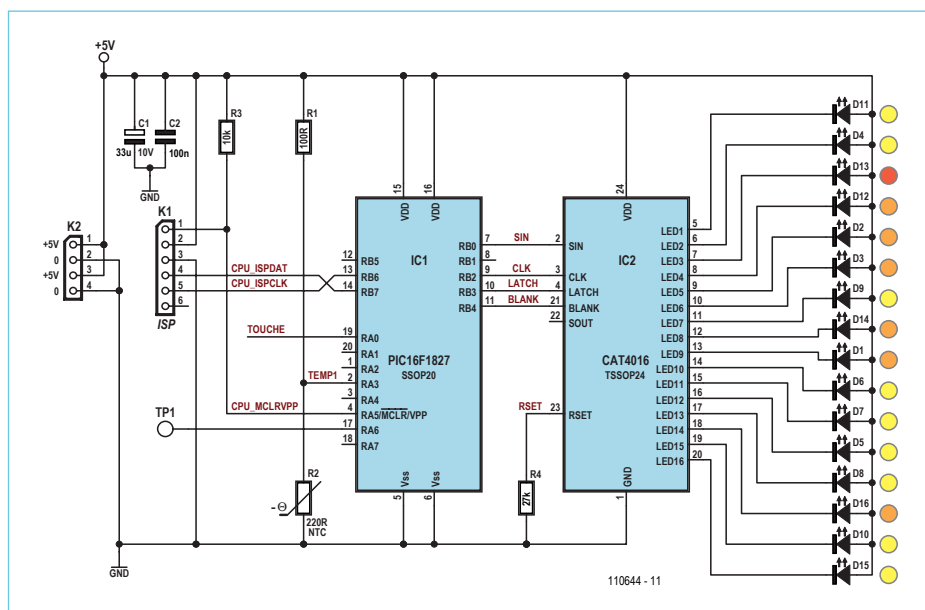 +5V
C1
C2
33u
10V
100n
GND
R3
10k
R1
100R
K2
+5V
1
0
2
+5V
3
0
4
K1
1
2
3
4
5
6
ISP
CPU_ISPDAT
CPU_ISPCLK
TOUCHE
TEMP1
CPU_MCLRVPP
TP1
R2
-Θ
220R
NTC
GND
15
16
VDD
VDD
IC1
12
RB5
13
RB6
14
RB7
19
RA0
20
RA1
1
RA2
2
RA3
3
RA4
4
RA5/MCLR/VPP
17
RA6
18
RA7
PIC16F1827
SSOP20
RB0
7
RB1
8
RB2
9
RB3
10
RB4
11
Vss
Vss
5
6
SIN
CLK
LATCH
BLANK
RSET
R4
27k
24
VDD
IC2
2
SIN
3
CLK
4
LATCH
21
BLANK
22
SOUT
CAT4016
TSSOP24
23
RSET
GND
1
LED1
5
LED2
6
LED3
7
LED4
8
LED5
9
LED6
10
LED7
11
LED8
12
LED9
13
LED10
14
LED11
15
LED12
16
LED13
17
LED14
18
LED15
19
LED16
20
D11
D4
D13
D12
D2
D3
D9
D14
D1
D6
D7
D5
D8
D16
D10
D15
110644 - 11